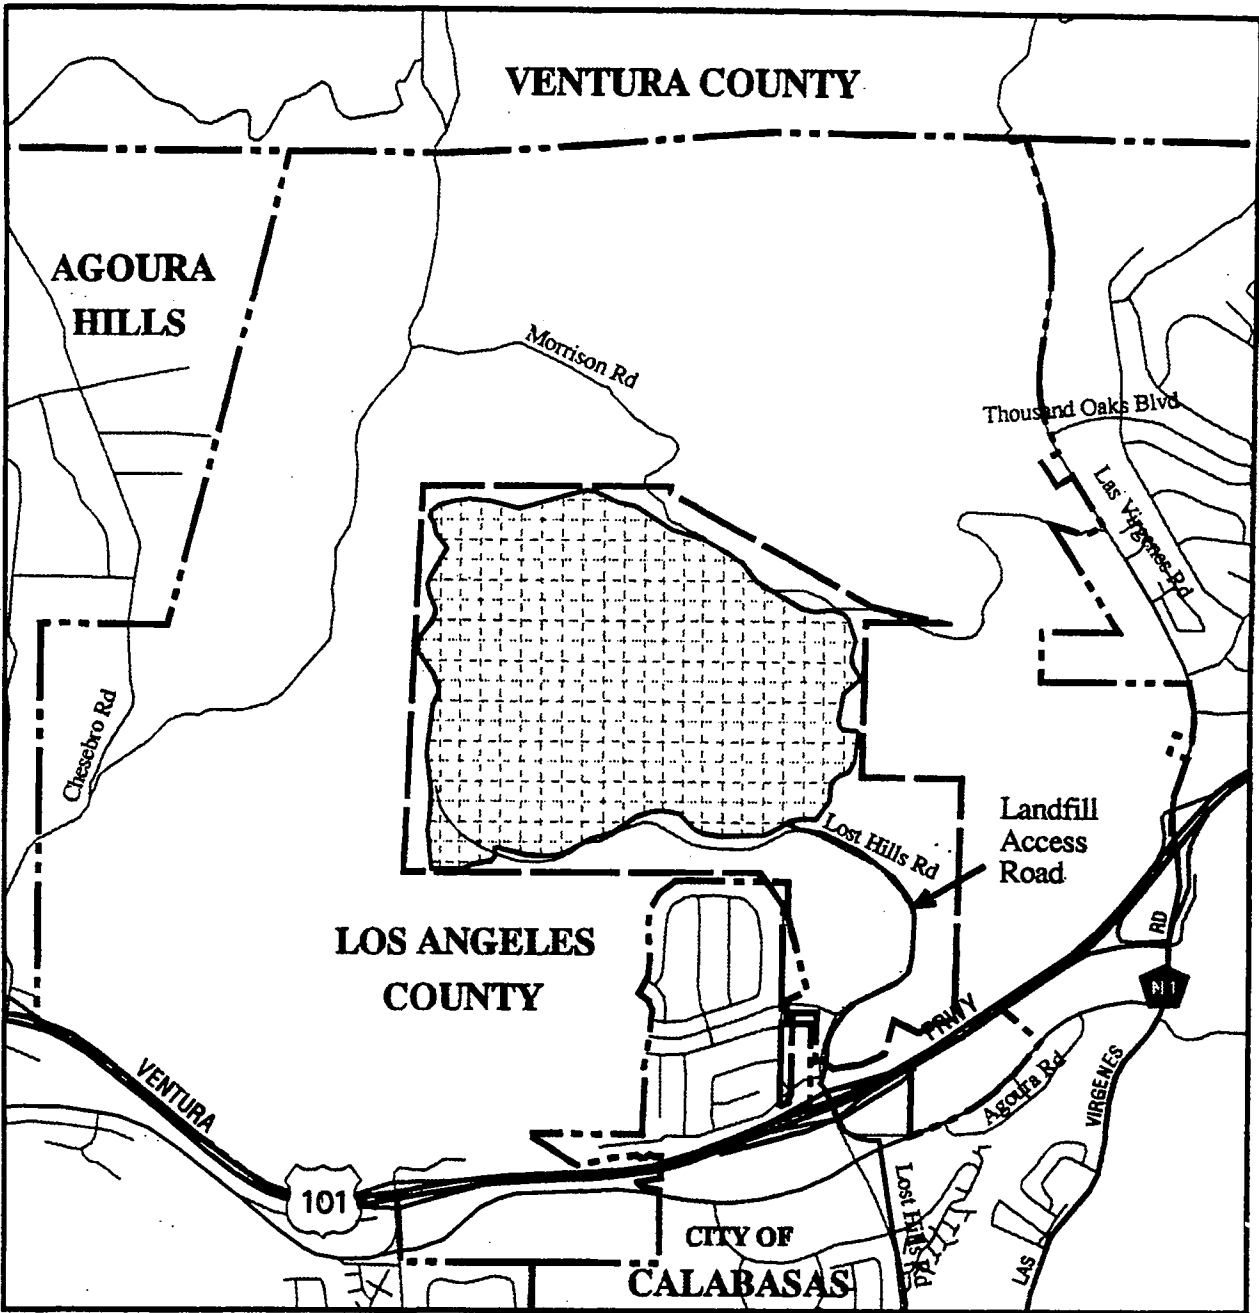 VENTURA COUNTY
AGOURA
HILLS
Morrison Rd
Thousand Oaks Blvd
Las Virgenes Rd
Chesebro Rd
Lost Hills Rd
Landfill
Access
Road
LOS ANGELES
COUNTY
RD
N1
FRWY
VENTURA
Agoura Rd
VIRGENES
101
Lost Hills Rd
CITY OF
CALABASAS
LAS